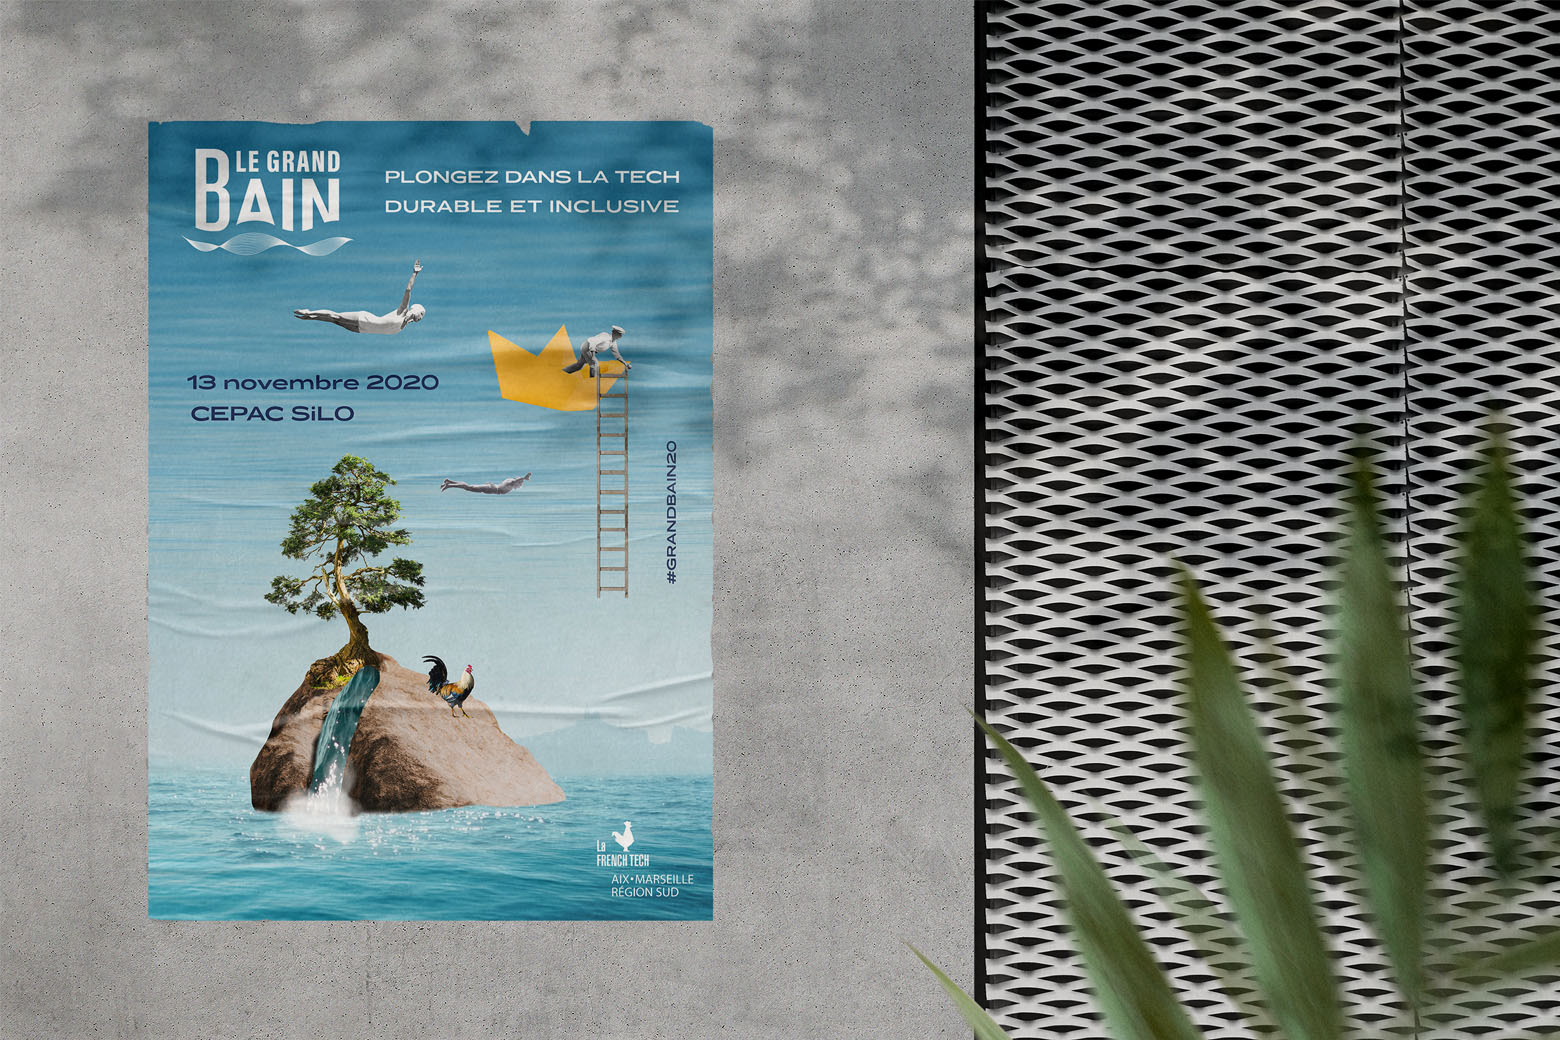 LE GRAND
BAIN
PLONGEZ DANS LA TECH
DURABLE ET INCLUSIVE
13 novembre 2020
CEPAC SiLO
#GRANDBAIN20
La
FRENCH TECH
AIX•MARSEILLE
RÉGION SUD